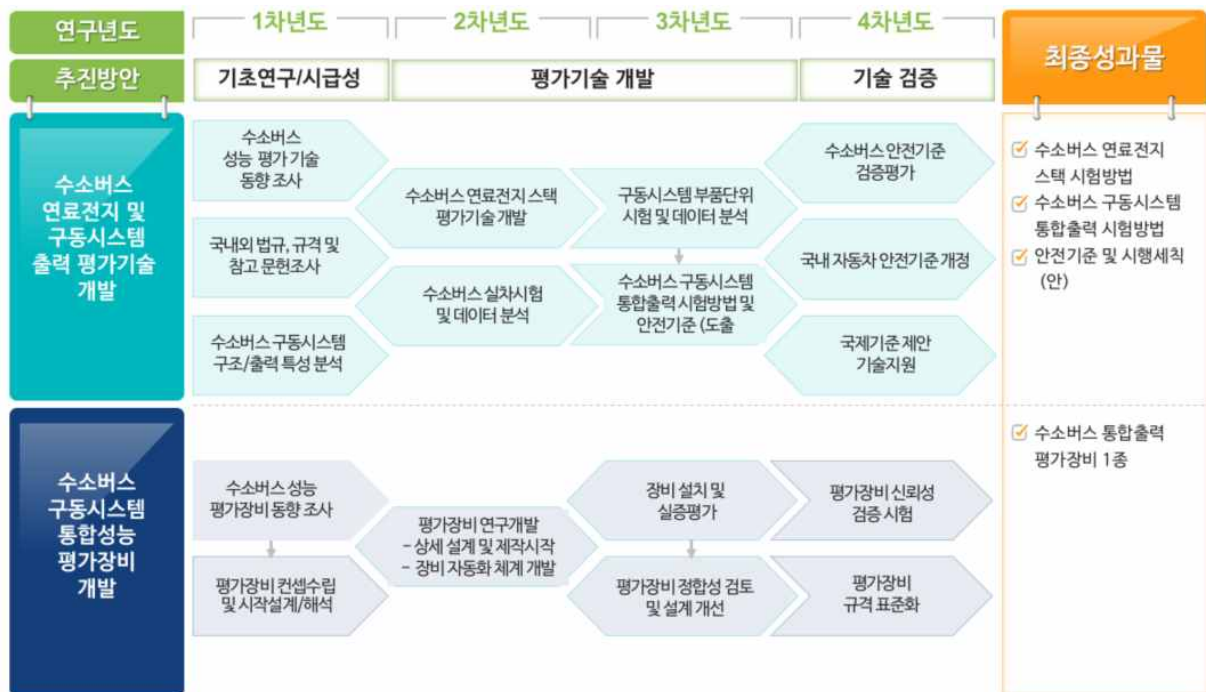 연구년도
1차년도
2차년도
3차년도
4차년도
최종성과물
추진방안
기초연구/시급성
평가기술 개발
기술 검증
수소버스
연료전지 및
구동시스템
출력 평가기술
개발
수소버스
성능 평가 기술
동향 조사
국내외 법규, 규격 및
참고 문헌조사
수소버스 구동시스템
구조/출력 특성 분석
수소버스 연료전지 스택
평가기술 개발
수소버스 실차시험
및 데이터 분석
구동시스템 부품단위
시험 및 데이터 분석
수소버스 구동시스템
통합출력 시험방법 및
안전기준 (도출
수소버스 안전기준
검증평가
국내 자동차 안전기준 개정
국제기준 제안
기술지원
수소버스 연료전지
스택 시험방법
수소버스 구동시스템
통합출력 시험방법
안전기준 및 시행세칙
(안)
수소버스
구동시스템
통합성능
평가장비
개발
수소버스 성능
평가장비 동향 조사
평가장비 컨셉수립
및 시작설계/해석
평가장비 연구개발
- 상세 설계 및 제작시작
- 장비 자동화 체계 개발
장비 설치 및
실증평가
평가장비 정합성 검토
및 설계 개선
평가장비 신뢰성
검증 시험
평가장비
규격 표준화
수소버스 통합출력
평가장비 1종